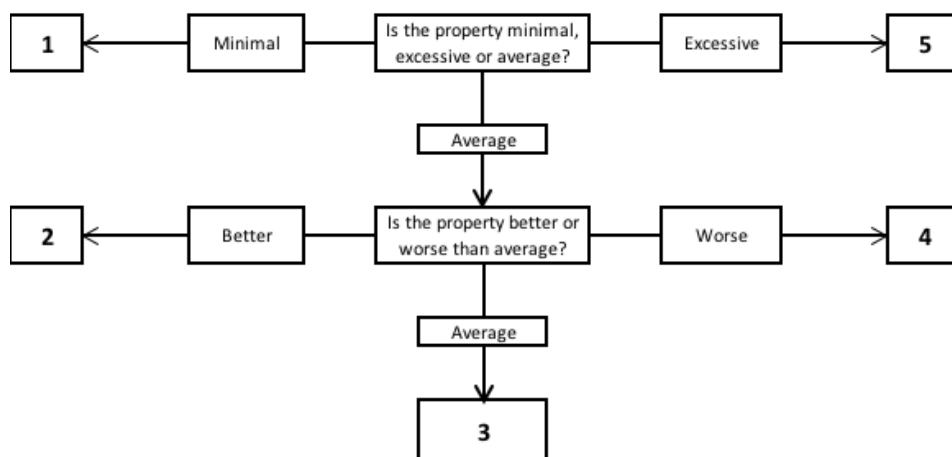 1
Minimal
Is the property minimal,
excessive or average?
Excessive
5
Average
2
Better
Is the property better or
worse than average?
Worse
4
Average
3